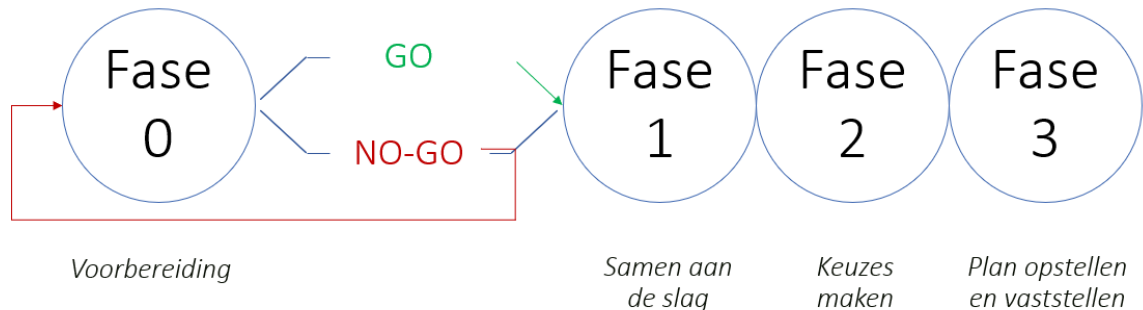 Fase
0
GO
NO-GO
Fase
1
Fase
2
Fase
3
Voorbereiding
Samen aan
de slag
Keuzes
maken
Plan opstellen
en vaststellen